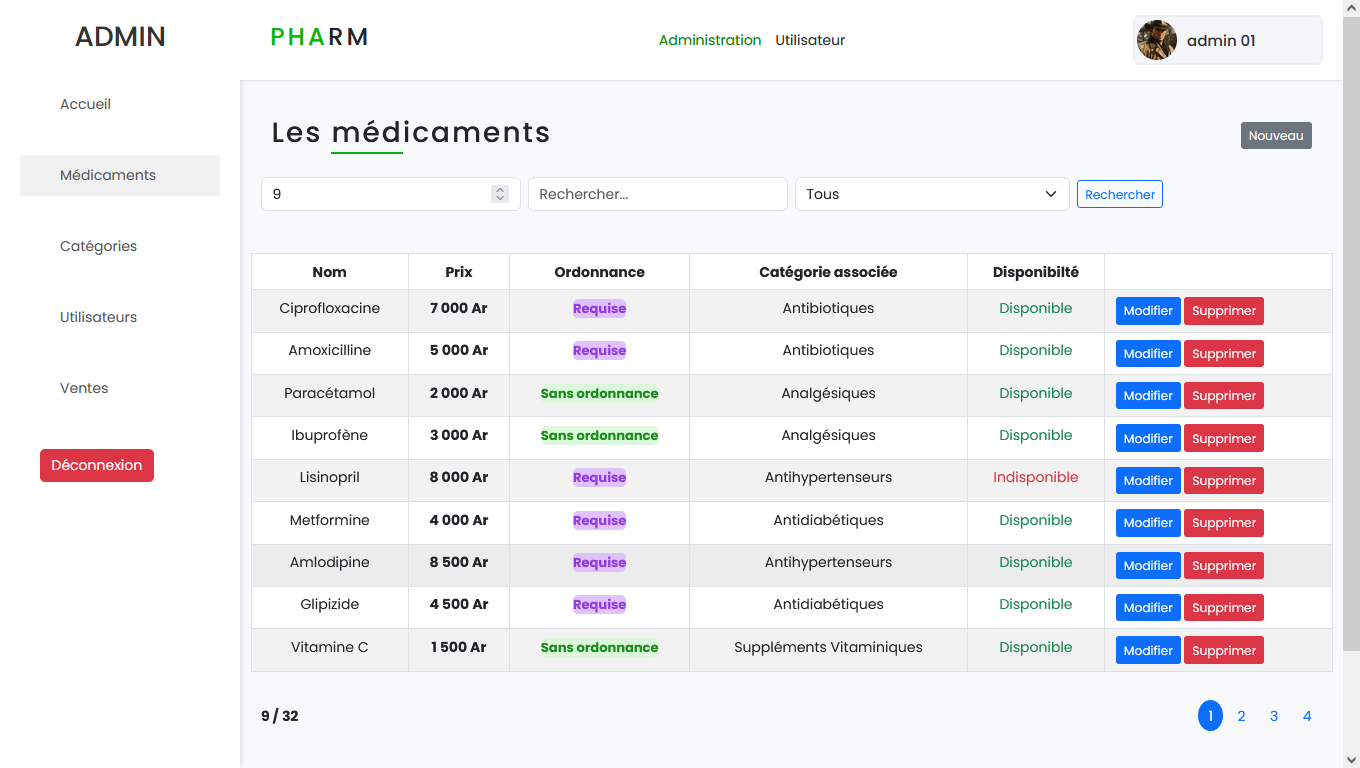 ADMIN
PHARM
Administration Utilisateur
admin 01
Accueil
Médicaments
Catégories
Utilisateurs
Ventes
Déconnexion
Les médicaments
Nouveau
9 Rechercher... Tous Rechercher
Nom Prix Ordonnance Catégorie associée Disponibilté
Ciprofloxacine 7 000 Ar Requise Antibiotiques Disponible Modifier Supprimer
Amoxicilline 5 000 Ar Requise Antibiotiques Disponible Modifier Supprimer
Paracétamol 2 000 Ar Sans ordonnance Analgésiques Disponible Modifier Supprimer
Ibuprofène 3 000 Ar Sans ordonnance Analgésiques Disponible Modifier Supprimer
Lisinopril 8 000 Ar Requise Antihypertenseurs Indisponible Modifier Supprimer
Metformine 4 000 Ar Requise Antidiabétiques Disponible Modifier Supprimer
Amlodipine 8 500 Ar Requise Antihypertenseurs Disponible Modifier Supprimer
Glipizide 4 500 Ar Requise Antidiabétiques Disponible Modifier Supprimer
Vitamine C 1 500 Ar Sans ordonnance Suppléments Vitaminiques Disponible Modifier Supprimer
9 / 32
1 2 3 4